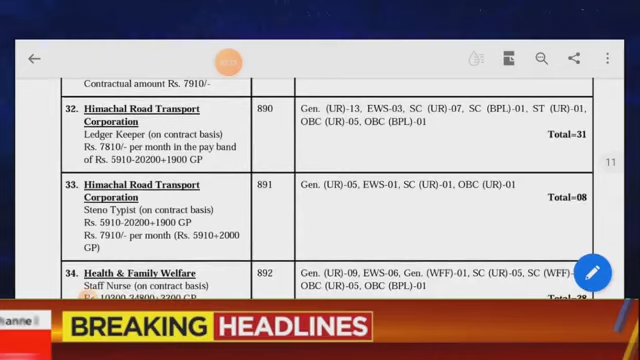 Contractual amount Rs. 7910/-
32. Himachal Road Transport
Corporation
Ledger Keeper (on contract basis)
Rs. 7810/- per month in the pay band
of Rs. 5910-20200+1900 GP
890
Gen. (UR)-13, EWS-03, SC (UR)-07, SC (BPL)-01, ST (UR)-01,
OBC (UR)-05, OBC (BPL)-01
Total=31
11
33. Himachal Road Transport
Corporation
Steno Typist (on contract basis)
Rs. 5910-20200+1900 GP
Rs. 7910/- per month (Rs. 5910+2000
GP)
891
Gen. (UR)-05, EWS-01, SC (UR)-01, OBC (UR)-01
Total=08
34. Health & Family Welfare
Staff Nurse (on contract basis)
Rs. 10300-34800+3200 GP
892
Gen. (UR)-09, EWS-06, Gen. (WFF)-01, SC (UR)-05, SC (WFF)-
OBC (UR)-05, OBC (BPL)-01
BREAKING HEADLINES